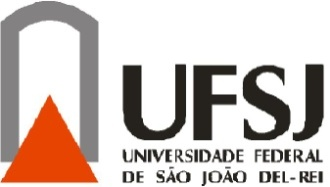 UFSJ
UNIVERSIDADE FEDERAL
DE SÃO JOÃO DEL-REI